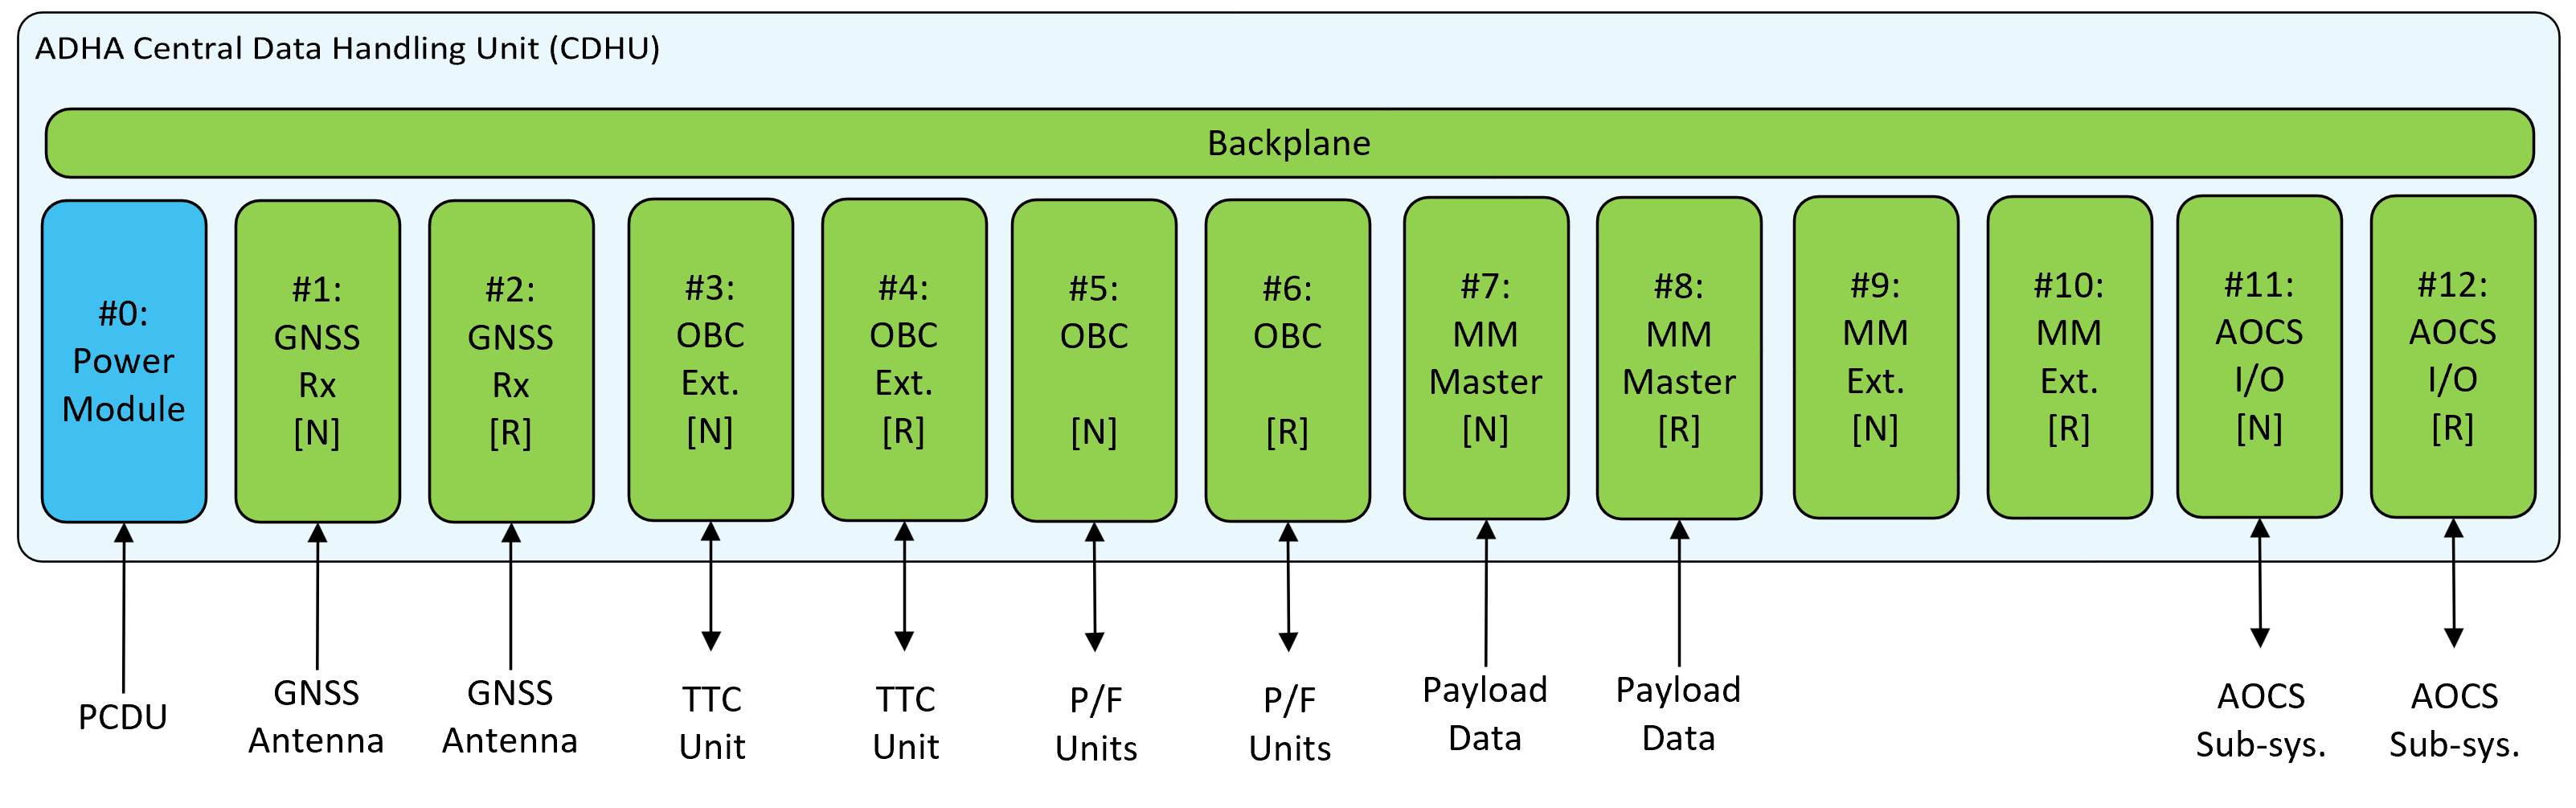 ADHA Central Data Handling Unit (CDHU)
Backplane
#0:
Power
Module
#1:
GNSS
Rx
[N]
#2:
GNSS
Rx
[R]
#3:
OBC
Ext.
[N]
#4:
OBC
Ext.
[R]
#5:
OBC
[N]
#6:
OBC
[R]
#7:
MM
Master
[N]
#8:
MM
Master
[R]
#9:
MM
Ext.
[N]
#10:
MM
Ext.
[R]
#11:
AOCS
I/O
[N]
#12:
AOCS
I/O
[R]
PCDU
GNSS
Antenna
GNSS
Antenna
TTC
Unit
TTC
Unit
P/F
Units
P/F
Units
Payload
Data
Payload
Data
AOCS
Sub-sys.
AOCS
Sub-sys.